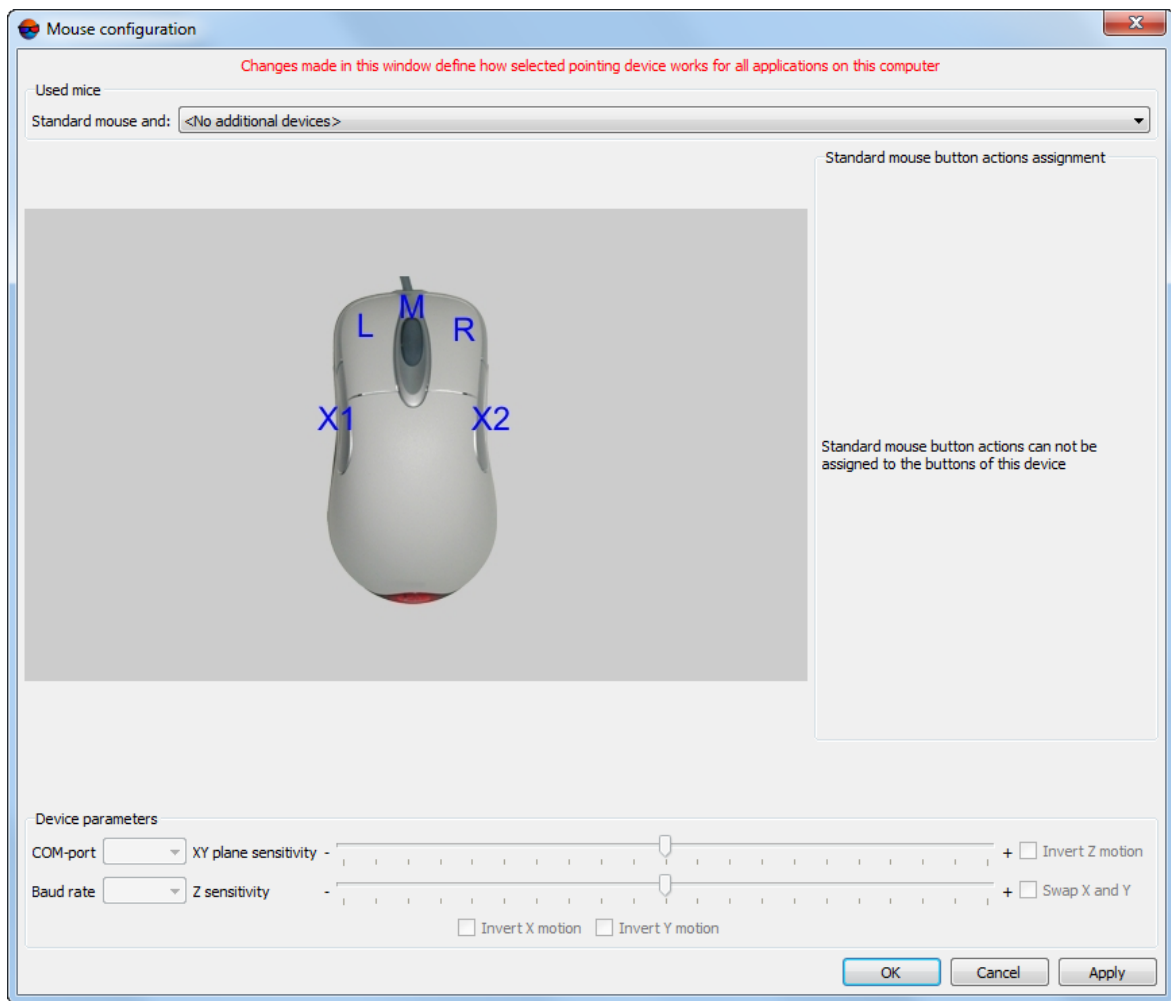 Mouse configuration
Changes made in this window define how selected pointing device works for all applications on this computer
Used mice
Standard mouse and: <No additional devices>
Standard mouse button actions assignment
L M R
X1 X2
Standard mouse button actions can not be
assigned to the buttons of this device
Device parameters
COM-port XY plane sensitivity - + Invert Z motion
Baud rate Z sensitivity - + Swap X and Y
Invert X motion Invert Y motion
OK Cancel Apply